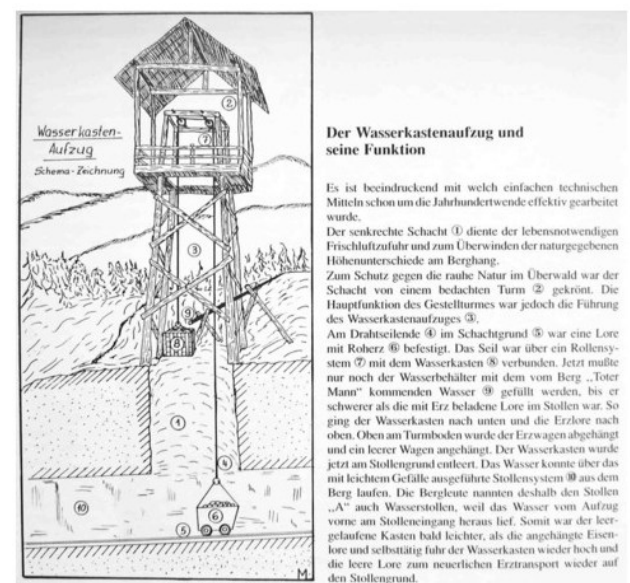 Wasserkasten-
Aufzug
Schema-Zeichnung
②
⑦
③
⑨
⑧
①
④
⑩
⑥
⑤
M
Der Wasserkastenaufzug und
seine Funktion
Es ist beeindruckend mit welch einfachen technischen
Mitteln schon um die Jahrhundertwende effektiv gearbeitet
wurde.
Der senkrechte Schacht ① diente der lebensnotwendigen
Frischluftzufuhr und zum Überwinden der naturgegebenen
Höhenunterschiede am Berghang.
Zum Schutz gegen die rauhe Natur im Überwald war der
Schacht von einem bedachten Turm ② gekrönt. Die
Hauptfunktion des Gestellturmes war jedoch die Führung
des Wasserkastenaufzuges ③.
Am Drahtseilende ④ im Schachtgrund ⑤ war eine Lore
mit Roherz ⑥ befestigt. Das Seil war über ein Rollensy-
stem ⑦ mit dem Wasserkasten ⑧ verbunden. Jetzt mußte
nur noch der Wasserbehälter mit dem vom Berg „Toter
Mann" kommenden Wasser ⑨ gefüllt werden, bis er
schwerer als die mit Erz beladene Lore im Stollen war. So
ging der Wasserkasten nach unten und die Erzlore nach
oben. Oben am Turmboden wurde der Erzwagen abgehängt
und ein leerer Wagen angehängt. Der Wasserkasten wurde
jetzt am Stollengrund entleert. Das Wasser konnte über das
mit leichtem Gefälle ausgeführte Stollensystem ⑩ aus dem
Berg laufen. Die Bergleute nannten deshalb den Stollen
„A" auch Wasserstollen, weil das Wasser vom Aufzug
vorne am Stolleneingang heraus lief. Somit war der leer-
gelaufene Kasten bald leichter, als die angehängte Eisen-
lore und selbsttätig fuhr der Wasserkasten wieder hoch und
die leere Lore zum neuerlichen Erztransport wieder auf
den Stollengrund.